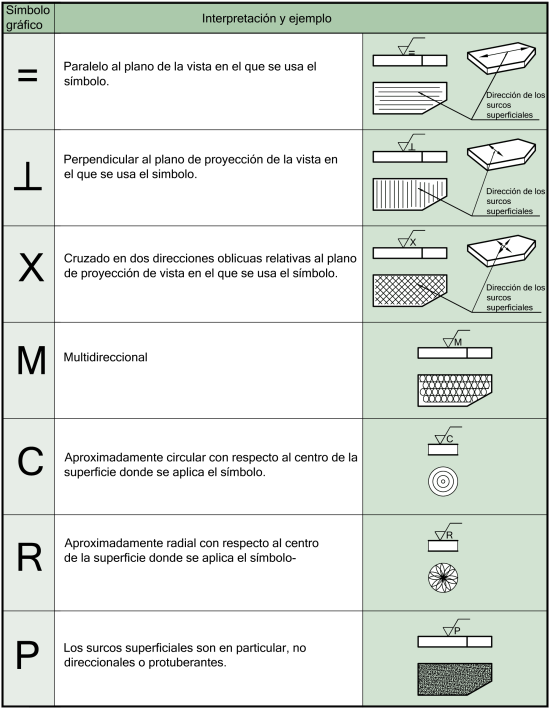 Símbolo
gráfico
Interpretación y ejemplo
=
Paralelo al plano de la vista en el que se usa el
símbolo.
=
Dirección de los
surcos
superficiales
⊥
Perpendicular al plano de proyección de la vista en
el que se usa el simbolo.
⊥
Dirección de los
surcos
superficiales
X
Cruzado en dos direcciones oblicuas relativas al plano
de proyección de vista en el que se usa el símbolo.
X
Dirección de los
surcos
superficiales
M
Multidireccional
M
C
Aproximadamente circular con respecto al centro de la
superficie donde se aplica el símbolo.
C
R
Aproximadamente radial con respecto al centro
de la superficie donde se aplica el símbolo-
R
P
Los surcos superficiales son en particular, no
direccionales o protuberantes.
P